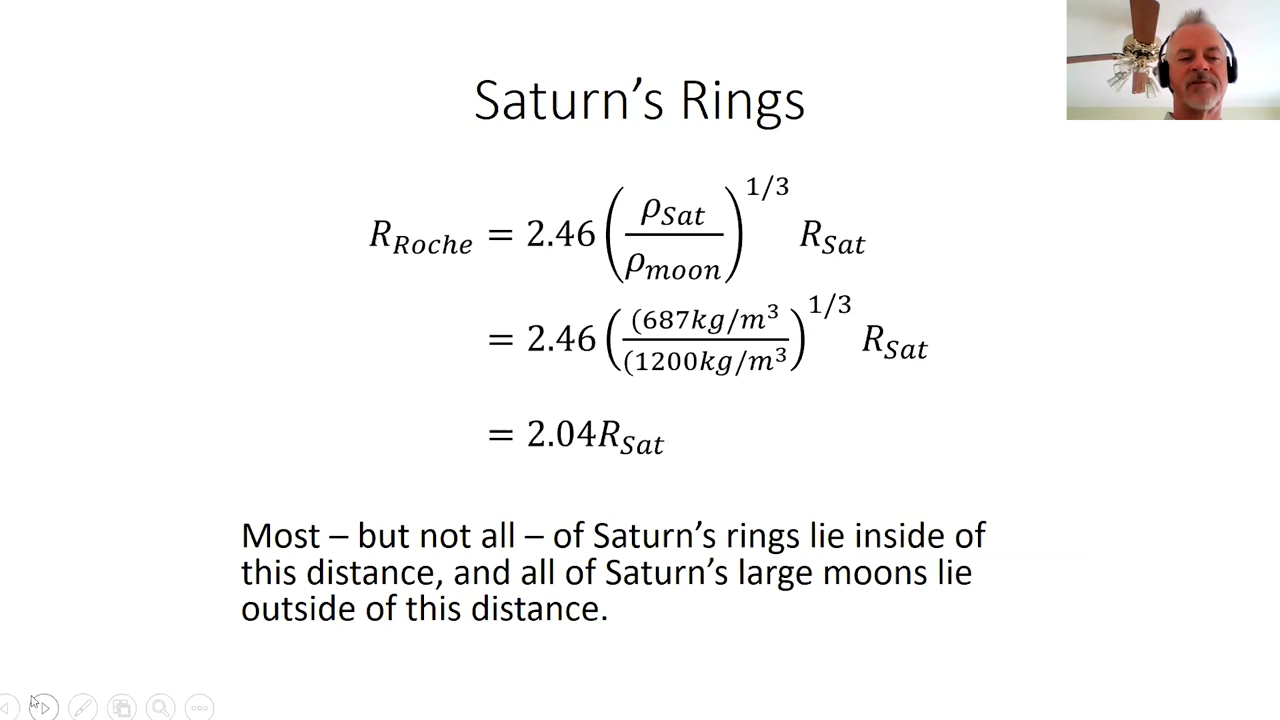 Saturn’s Rings
R_Roche = 2.46 (ρ_Sat / ρ_moon)^1/3 R_Sat
= 2.46 ((687kg/m^3 / (1200kg/m^3)^1/3 R_Sat
= 2.04R_Sat
Most – but not all – of Saturn’s rings lie inside of
this distance, and all of Saturn’s large moons lie
outside of this distance.